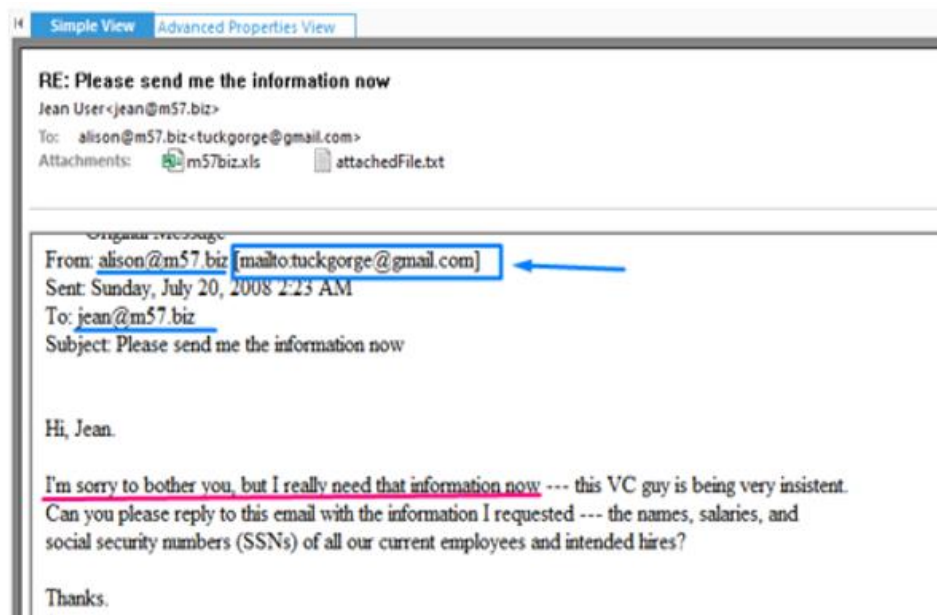 Simple View Advanced Properties View
RE: Please send me the information now
Jean User<jean@m57.biz>
To: alison@m57.biz<tuckgorge@gmail.com>
Attachments: m57biz.xls attachedFile.txt
Original Message
From: alison@m57.biz [mailto:tuckgorge@gmail.com]
Sent: Sunday, July 20, 2008 2:23 AM
To: jean@m57.biz
Subject: Please send me the information now
Hi, Jean.
I'm sorry to bother you, but I really need that information now --- this VC guy is being very insistent.
Can you please reply to this email with the information I requested --- the names, salaries, and
social security numbers (SSNs) of all our current employees and intended hires?
Thanks.